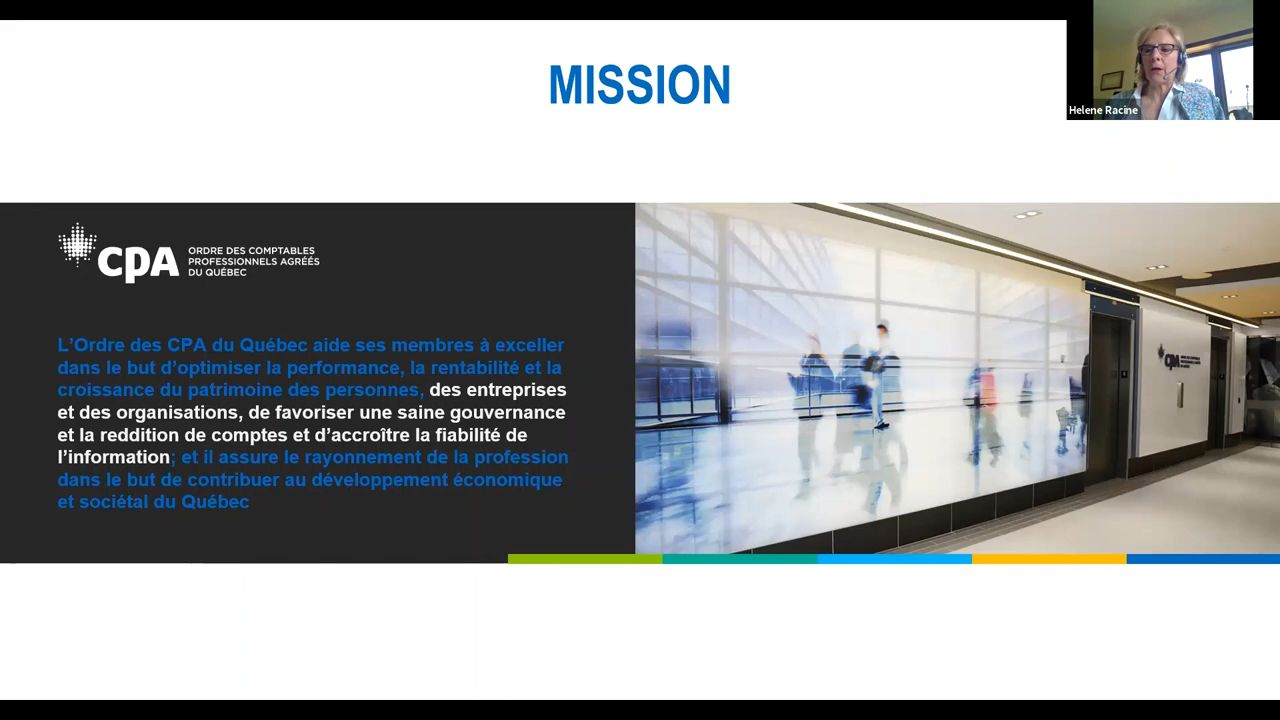 MISSION
Helene Racine
CPA
ORDRE DES COMPTABLES
PROFESSIONNELS AGRÉÉS
DU QUÉBEC
L’Ordre des CPA du Québec aide ses membres à exceller
dans le but d’optimiser la performance, la rentabilité et la
croissance du patrimoine des personnes, des entreprises
et des organisations, de favoriser une saine gouvernance
et la reddition de comptes et d’accroître la fiabilité de
l’information; et il assure le rayonnement de la profession
dans le but de contribuer au développement économique
et sociétal du Québec
CPA